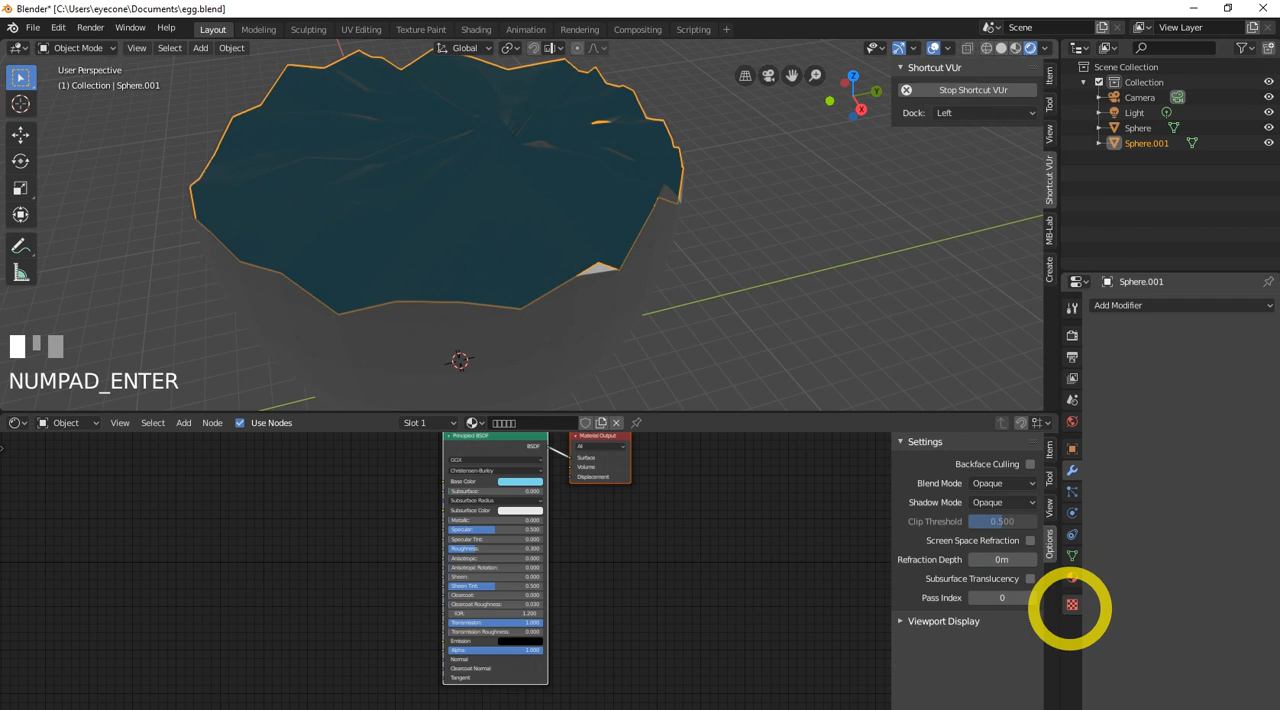 Blender* [C:\Users\eyecone\Documents\egg.blend]
File Edit Render Window Help
Layout Modeling Sculpting UV Editing Texture Paint Shading Animation Rendering Compositing Scripting +
Scene
View Layer
Object Mode View Select Add Object
Global
User Perspective
(1) Collection | Sphere.001
Z
Y
X
Shortcut VUr
Stop Shortcut VUr
Dock: Left
Item
Tool
View
Shortcut VUr
MB-Lab
Create
Scene Collection
Collection
Camera
Light
Sphere
Sphere.001
Sphere.001
Add Modifier
NUMPAD_ENTER
Object View Select Add Node Use Nodes
Slot 1
Principled BSDF
BSDF
GGX
Christensen-Burley
Base Color
Subsurface: 0.000
Subsurface Radius
Subsurface Color
Metallic: 0.000
Specular: 0.500
Specular Tint: 0.000
Roughness: 0.300
Anisotropic: 0.000
Anisotropic Rotation: 0.000
Sheen: 0.000
Sheen Tint: 0.500
Clearcoat: 0.000
Clearcoat Roughness: 0.030
IOR: 1.200
Transmission: 1.000
Transmission Roughness: 0.000
Emission
Alpha: 1.000
Normal
Clearcoat Normal
Tangent
Material Output
All
Surface
Volume
Displacement
Settings
Backface Culling
Blend Mode Opaque
Shadow Mode Opaque
Clip Threshold 0.500
Screen Space Refraction
Refraction Depth 0m
Subsurface Translucency
Pass Index 0
Viewport Display
Item
Tool
View
Options